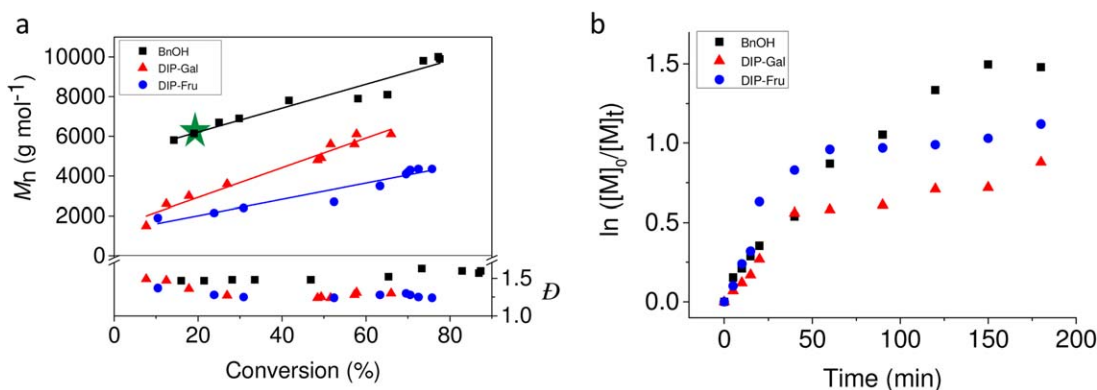 a
BnOH
DIP-Gal
DIP-Fru
Mn (g mol⁻¹)
10000
8000
6000
4000
2000
0
1.5
1.0
Đ
0 20 40 60 80
Conversion (%)
b
BnOH
DIP-Gal
DIP-Fru
ln ([M]0/[M]t)
1.5
1.0
0.5
0.0
0 50 100 150 200
Time (min)